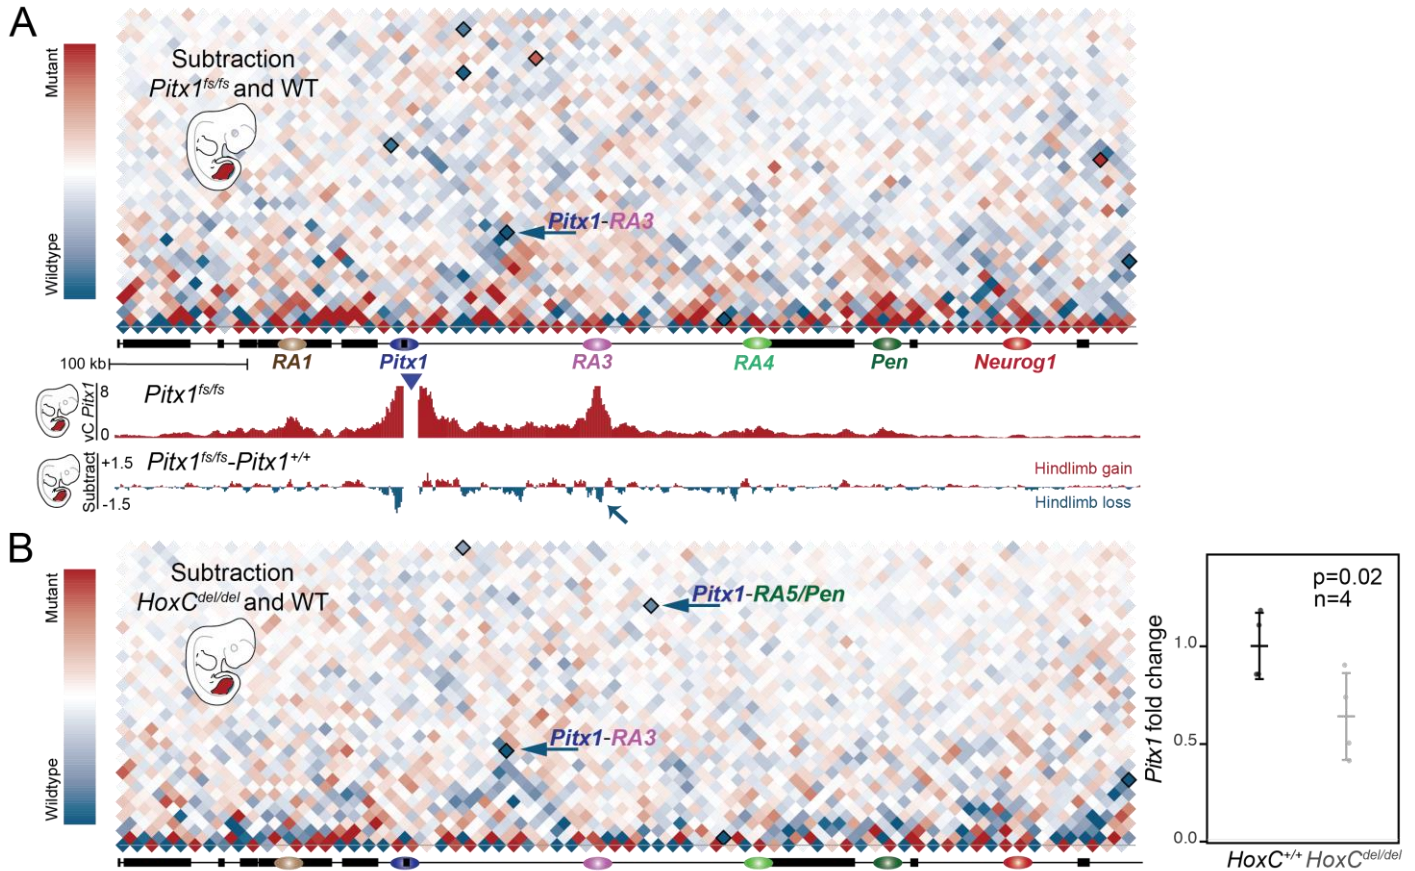 A
Mutant
Wildtype
Subtraction
Pitx1fs/fs and WT
Pitx1-RA3
100 kb
RA1
Pitx1
RA3
RA4
Pen
Neurog1
vC Pitx1
8
0
Pitx1fs/fs
Subtract
+1.5
-1.5
Pitx1fs/fs-Pitx1+/+
Hindlimb gain
Hindlimb loss
B
Mutant
Wildtype
Subtraction
HoxCdel/del and WT
Pitx1-RA5/Pen
Pitx1-RA3
Pitx1 fold change
p=0.02
n=4
1.0
0.5
0.0
HoxC+/+ HoxCdel/del